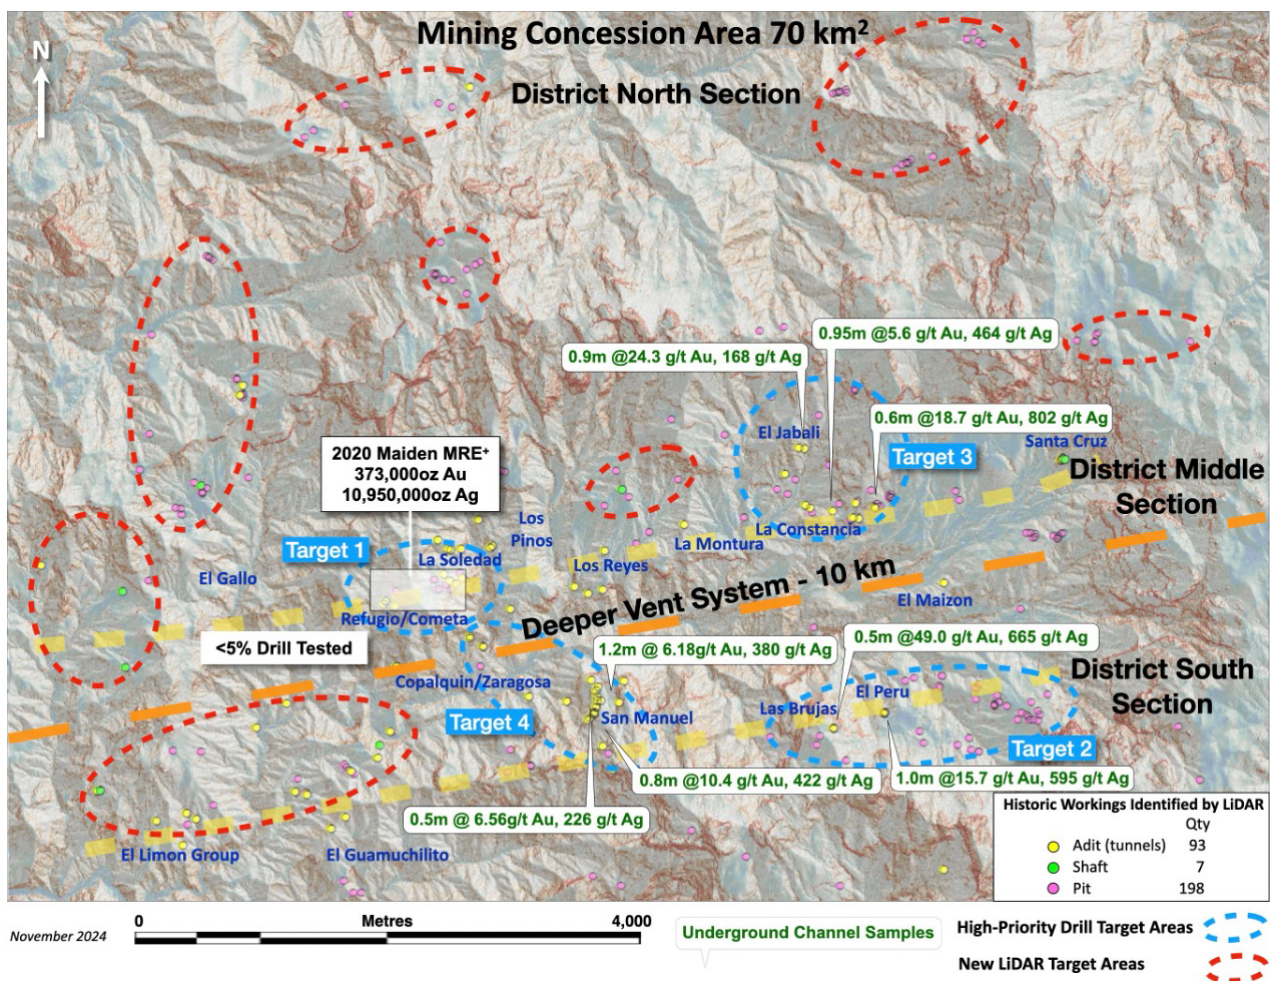 Mining Concession Area 70 km²
N
District North Section
0.95m @5.6 g/t Au, 464 g/t Ag
0.9m @24.3 g/t Au, 168 g/t Ag
0.6m @18.7 g/t Au, 802 g/t Ag
El Jabali
Santa Cruz
Target 3
District Middle
Section
2020 Maiden MRE⁺
373,000oz Au
10,950,000oz Ag
Los
Pinos
La Constancia
La Montura
Target 1
La Soledad
Los Reyes
El Gallo
Deeper Vent System - 10 km
El Maizon
Refugio/Cometa
<5% Drill Tested
1.2m @ 6.18g/t Au, 380 g/t Ag
0.5m @49.0 g/t Au, 665 g/t Ag
District South
Section
Copalquin/Zaragosa
El Peru
Las Brujas
Target 4
San Manuel
Target 2
0.8m @10.4 g/t Au, 422 g/t Ag
1.0m @15.7 g/t Au, 595 g/t Ag
0.5m @ 6.56g/t Au, 226 g/t Ag
El Limon Group
El Guamuchilito
Historic Workings Identified by LiDAR
Qty
Adit (tunnels) 93
Shaft 7
Pit 198
November 2024
0 Metres 4,000
Underground Channel Samples
High-Priority Drill Target Areas
New LiDAR Target Areas